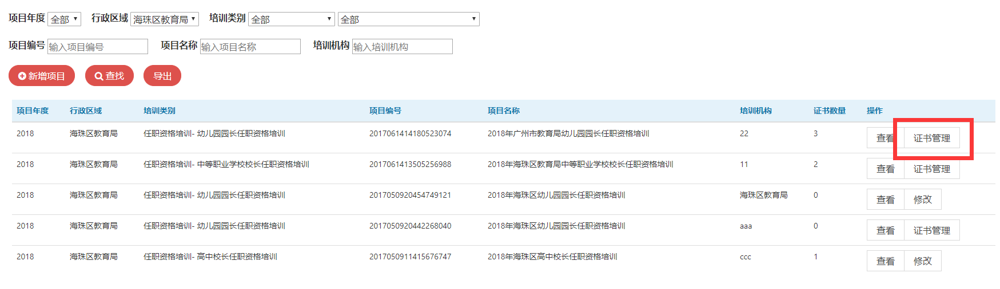 项目年度 全部 行政区域 海珠区教育局 培训类别 全部 全部
项目编号 输入项目编号 项目名称 输入项目名称 培训机构 输入培训机构
新增项目 查找 导出
项目年度 行政区域 培训类别 项目编号 项目名称 培训机构 证书数量 操作
2018 海珠区教育局 任职资格培训- 幼儿园园长任职资格培训 2017061414180523074 2018年广州市教育局幼儿园园长任职资格培训 22 3 查看 证书管理
2018 海珠区教育局 任职资格培训- 中等职业学校校长任职资格培训 2017061413505256988 2018年海珠区教育局中等职业学校校长任职资格培训 11 2 查看 证书管理
2018 海珠区教育局 任职资格培训- 幼儿园园长任职资格培训 2017050920454749121 2018年海珠区幼儿园园长任职资格培训 海珠区教育局 0 查看 修改
2018 海珠区教育局 任职资格培训- 幼儿园园长任职资格培训 2017050920442268040 2018年海珠区幼儿园园长任职资格培训 aaa 0 查看 证书管理
2018 海珠区教育局 任职资格培训- 高中校长任职资格培训 2017050911415676747 2018年海珠区高中校长任职资格培训 ccc 1 查看 修改